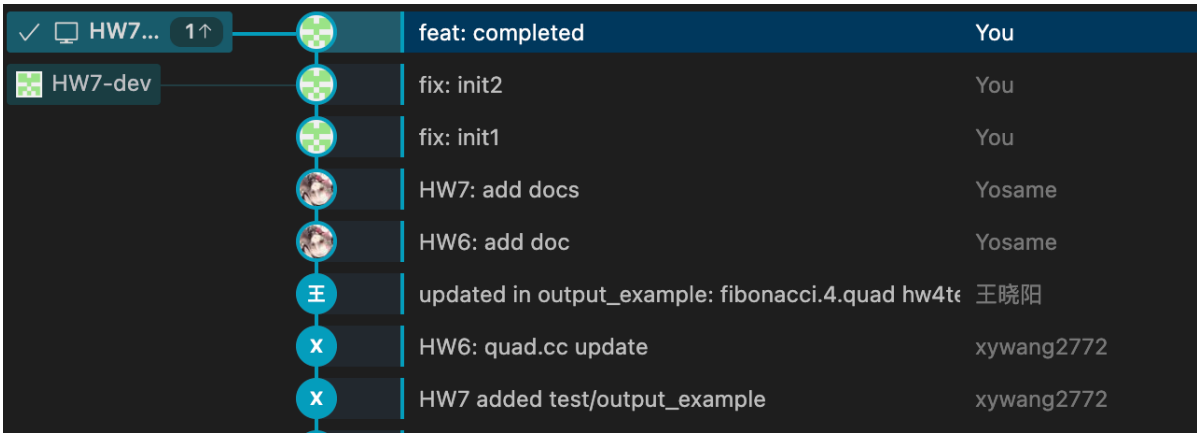 HW7... 1↑ feat: completed You
HW7-dev fix: init2 You
fix: init1 You
HW7: add docs Yosame
HW6: add doc Yosame
王 updated in output_example: fibonacci.4.quad hw4te 王晓阳
X HW6: quad.cc update xywang2772
X HW7 added test/output_example xywang2772